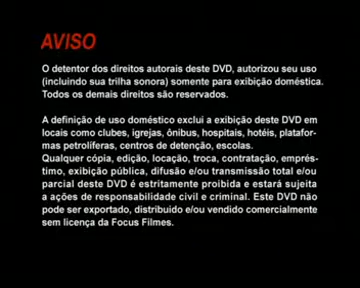 AVISO
O detentor dos direitos autorais deste DVD, autorizou seu uso
(incluindo sua trilha sonora) somente para exibição doméstica.
Todos os demais direitos são reservados.
A definição de uso doméstico exclui a exibição deste DVD em
locais como clubes, igrejas, ônibus, hospitais, hotéis, platafor-
mas petrolíferas, centros de detenção, escolas.
Qualquer cópia, edição, locação, troca, contratação, emprés-
timo, exibição pública, difusão e/ou transmissão total e/ou
parcial deste DVD é estritamente proibida e estará sujeita
a ações de responsabilidade civil e criminal. Este DVD não
pode ser exportado, distribuido e/ou vendido comercialmente
sem licença da Focus Filmes.